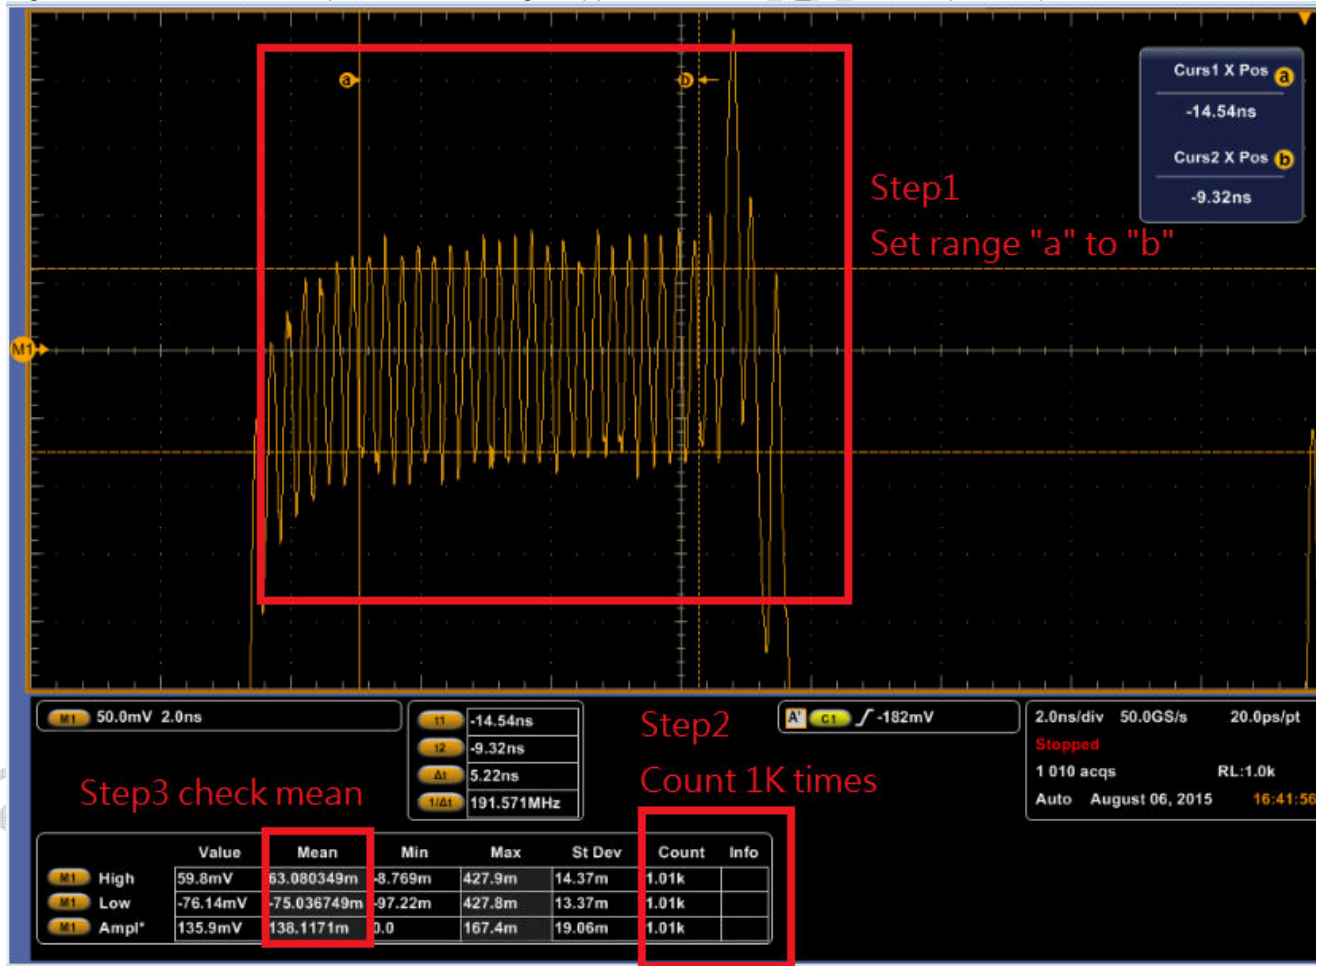 a
b
Curs1 X Pos a
-14.54ns
Curs2 X Pos b
-9.32ns
Step1
Set range "a" to "b"
M1
M1 50.0mV 2.0ns
t1 -14.54ns
t2 -9.32ns
Δt 5.22ns
1/Δt 191.571MHz
Step2
Count 1K times
A' C1 -182mV
2.0ns/div 50.0GS/s 20.0ps/pt
Stopped
1 010 acqs RL:1.0k
Auto August 06, 2015 16:41:56
Step3 check mean
Value Mean Min Max St Dev Count Info
M1 High 59.8mV 63.080349m -8.769m 427.9m 14.37m 1.01k
M1 Low -76.14mV -75.036749m -97.22m 427.8m 13.37m 1.01k
M1 Ampl* 135.9mV 138.1171m 0.0 167.4m 19.06m 1.01k